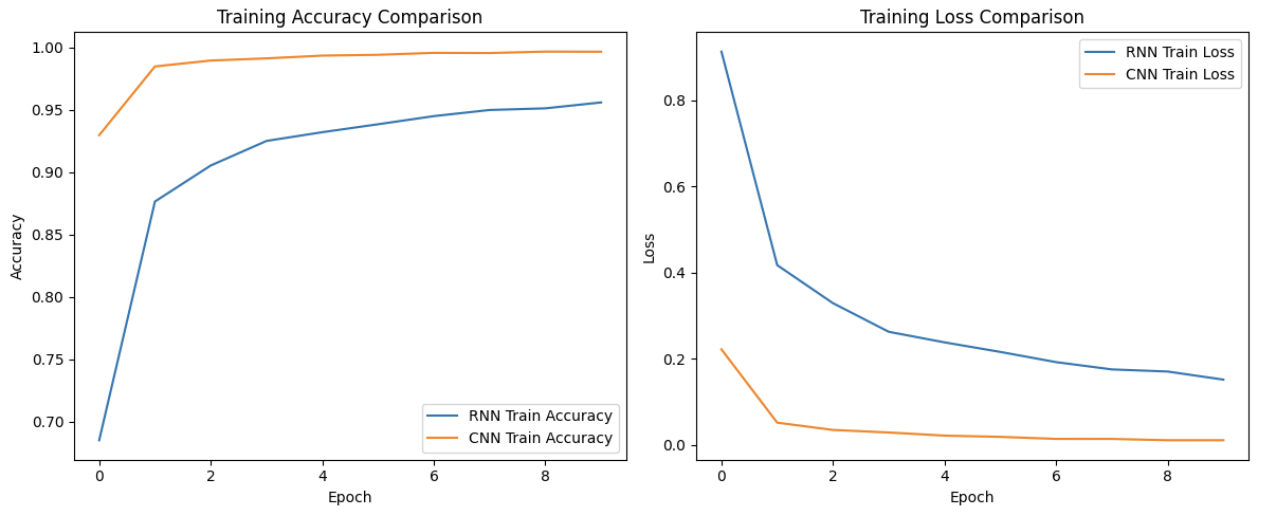 Training Accuracy Comparison
1.00
0.95
0.90
0.85
0.80
0.75
0.70
Accuracy
RNN Train Accuracy
CNN Train Accuracy
0 2 4 6 8
Epoch
Training Loss Comparison
RNN Train Loss
CNN Train Loss
0.8
0.6
0.4
0.2
0.0
Loss
0 2 4 6 8
Epoch